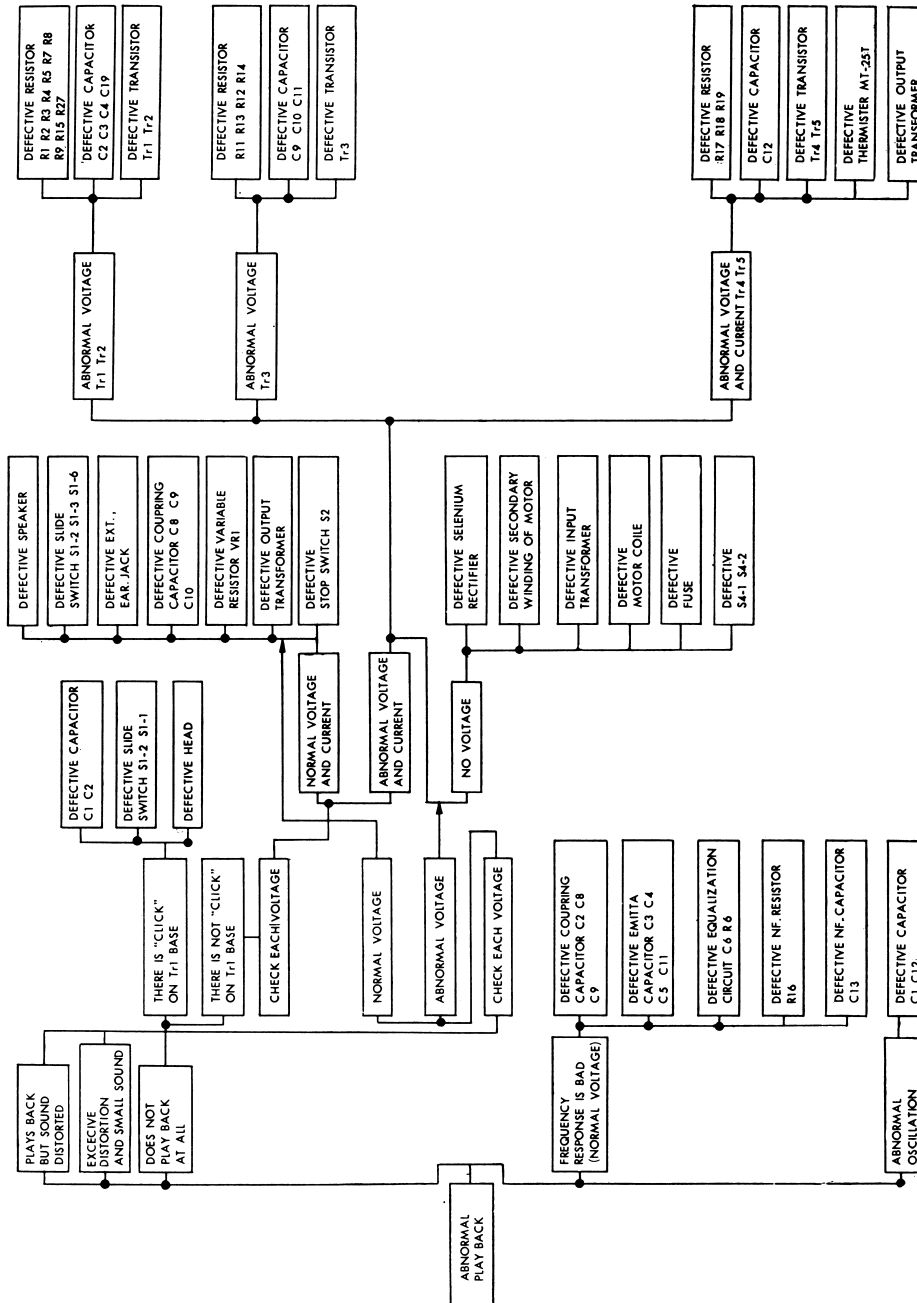 ABNORMAL
PLAY BACK
PLAYS BACK
BUT SOUND
DISTORTED
EXCECIVE
DISTORTION
AND SMALL SOUND
DOES NOT
PLAY BACK
AT ALL
FREQUENCY
RESPONSE IS BAD
(NORMAL VOLTAGE)
ABNORMAL
OSCILLATION
THERE IS "CLICK"
ON Tr1 BASE
THERE IS NOT "CLICK"
ON Tr1 BASE
CHECK EACH VOLTAGE
NORMAL VOLTAGE
ABNORMAL VOLTAGE
CHECK EACH VOLTAGE
DEFECTIVE COUPRING
CAPACITOR C2 C8
C9
DEFECTIVE EMITTA
CAPACITOR C3 C4
C5 C11
DEFECTIVE EQUALIZATION
CIRCUIT C6 R6
DEFECTIVE NF.RESISTOR
R16
DEFECTIVE NF.CAPACITOR
C13
DEFECTIVE CAPACITOR
C1 C12
DEFECTIVE CAPACITOR
C1 C2
DEFECTIVE SLIDE
SWITCH S1-2 S1-1
DEFECTIVE HEAD
NORMAL VOLTAGE
AND CURRENT
ABNORMAL VOLTAGE
AND CURRENT
NO VOLTAGE
DEFECTIVE SPEAKER
DEFECTIVE SLIDE
SWITCH S1-2 S1-3 S1-6
DEFECTIVE EXT.,
EAR.JACK
DEFECTIVE COUPRING
CAPACITOR C8 C9
C10
DEFECTIVE VARIABLE
RESISTOR VR1
DEFECTIVE OUTPUT
TRANSFORMER
DEFECTIVE
STOP SWITCH S2
DEFECTIVE SELENIUM
RECTIFIER
DEFECTIVE SECONDARY
WINDING OF MOTOR
DEFECTIVE INPUT
TRANSFORMER
DEFECTIVE
MOTOR COILE
DEFECTIVE
FUSE
DEFECTIVE
S4-1 S4-2
ABNORMAL VOLTAGE
Tr1 Tr2
ABNORMAL VOLTAGE
Tr3
ABNORMAL VOLTAGE
AND CURRENT Tr4 Tr5
DEFECTIVE RESISTOR
R1 R2 R3 R4 R5 R7 R8
R9 R15 R27
DEFECTIVE CAPACITOR
C2 C3 C4 C19
DEFECTIVE TRANSISTOR
Tr1 Tr2
DEFECTIVE RESISTOR
R11 R13 R12 R14
DEFECTIVE CAPACITOR
C9 C10 C11
DEFECTIVE TRANSISTOR
Tr3
DEFECTIVE RESISTOR
R17 R18 R19
DEFECTIVE CAPACITOR
C12
DEFECTIVE TRANSISTOR
Tr4 Tr5
DEFECTIVE
THERMISTER MT-25T
DEFECTIVE OUTPUT
TRANSFORMER